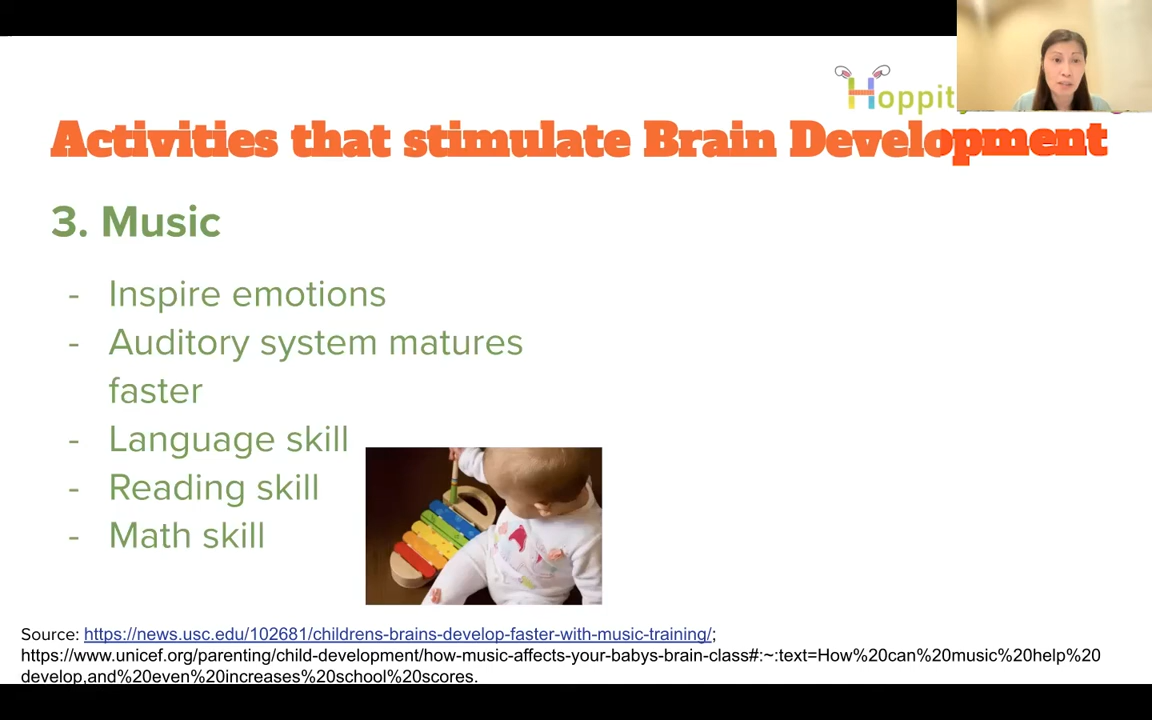 Hoppit
Activities that stimulate Brain Development
3. Music
- Inspire emotions
- Auditory system matures
faster
- Language skill
- Reading skill
- Math skill
Source: https://news.usc.edu/102681/childrens-brains-develop-faster-with-music-training/;
https://www.unicef.org/parenting/child-development/how-music-affects-your-babys-brain-class#:~:text=How%20can%20music%20help%20
develop,and%20even%20increases%20school%20scores.